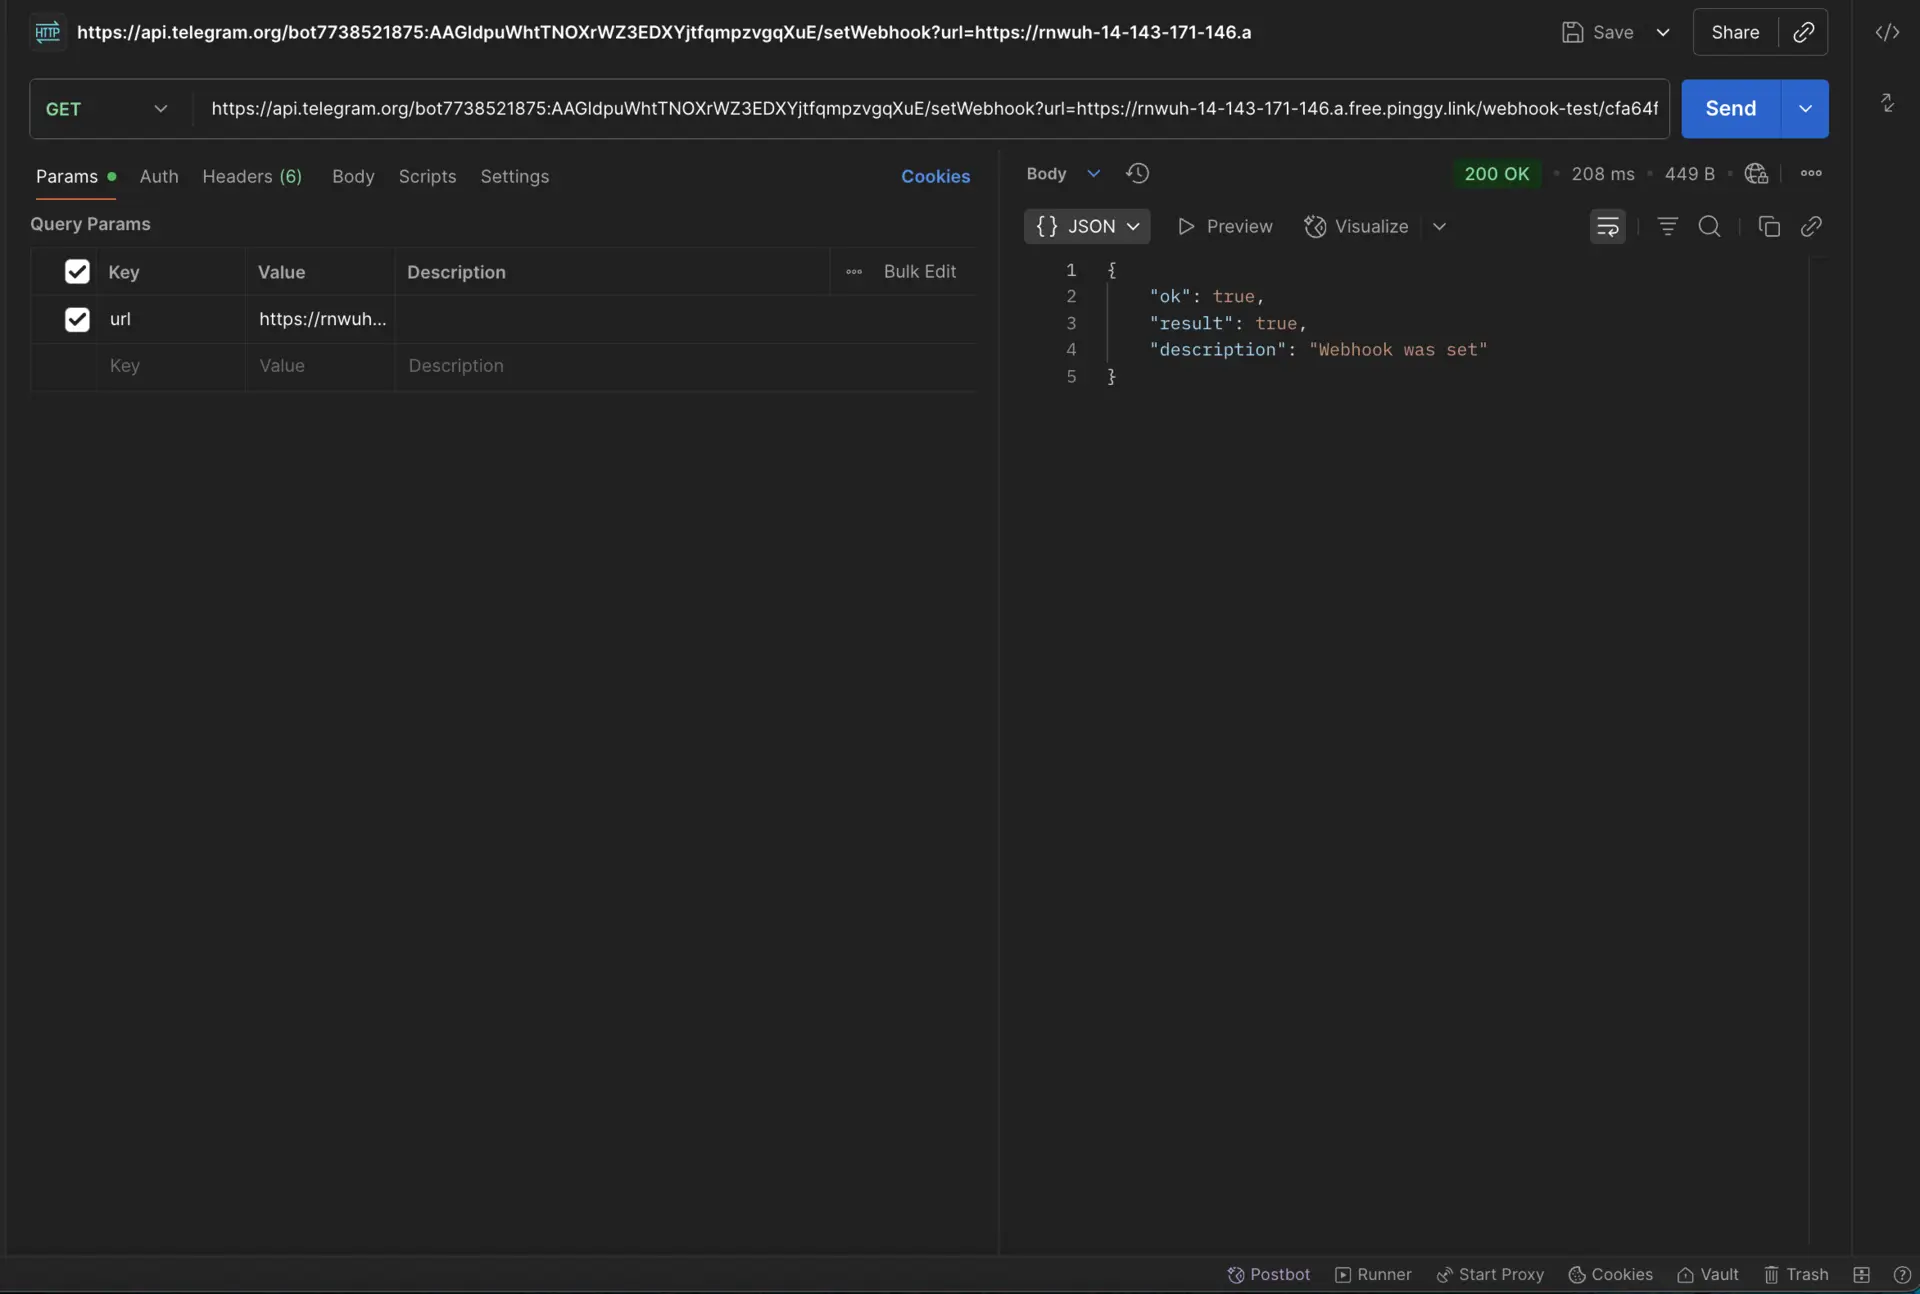 HTTP https://api.telegram.org/bot7738521875:AAGldpuWhtTNOXrWZ3EDXYjtfqmpzvgqXuE/setWebhook?url=https://rnwuh-14-143-171-146.a
Save
Share
GET
https://api.telegram.org/bot7738521875:AAGldpuWhtTNOXrWZ3EDXYjtfqmpzvgqXuE/setWebhook?url=https://rnwuh-14-143-171-146.a.free.pinggy.link/webhook-test/cfa64f
Send
Params Auth Headers (6) Body Scripts Settings Cookies
Query Params
Key Value Description Bulk Edit
url https://rnwuh...
Key Value Description
Body 200 OK 208 ms 449 B
{} JSON Preview Visualize
1 {
2 "ok": true,
3 "result": true,
4 "description": "Webhook was set"
5 }
Postbot Runner Start Proxy Cookies Vault Trash